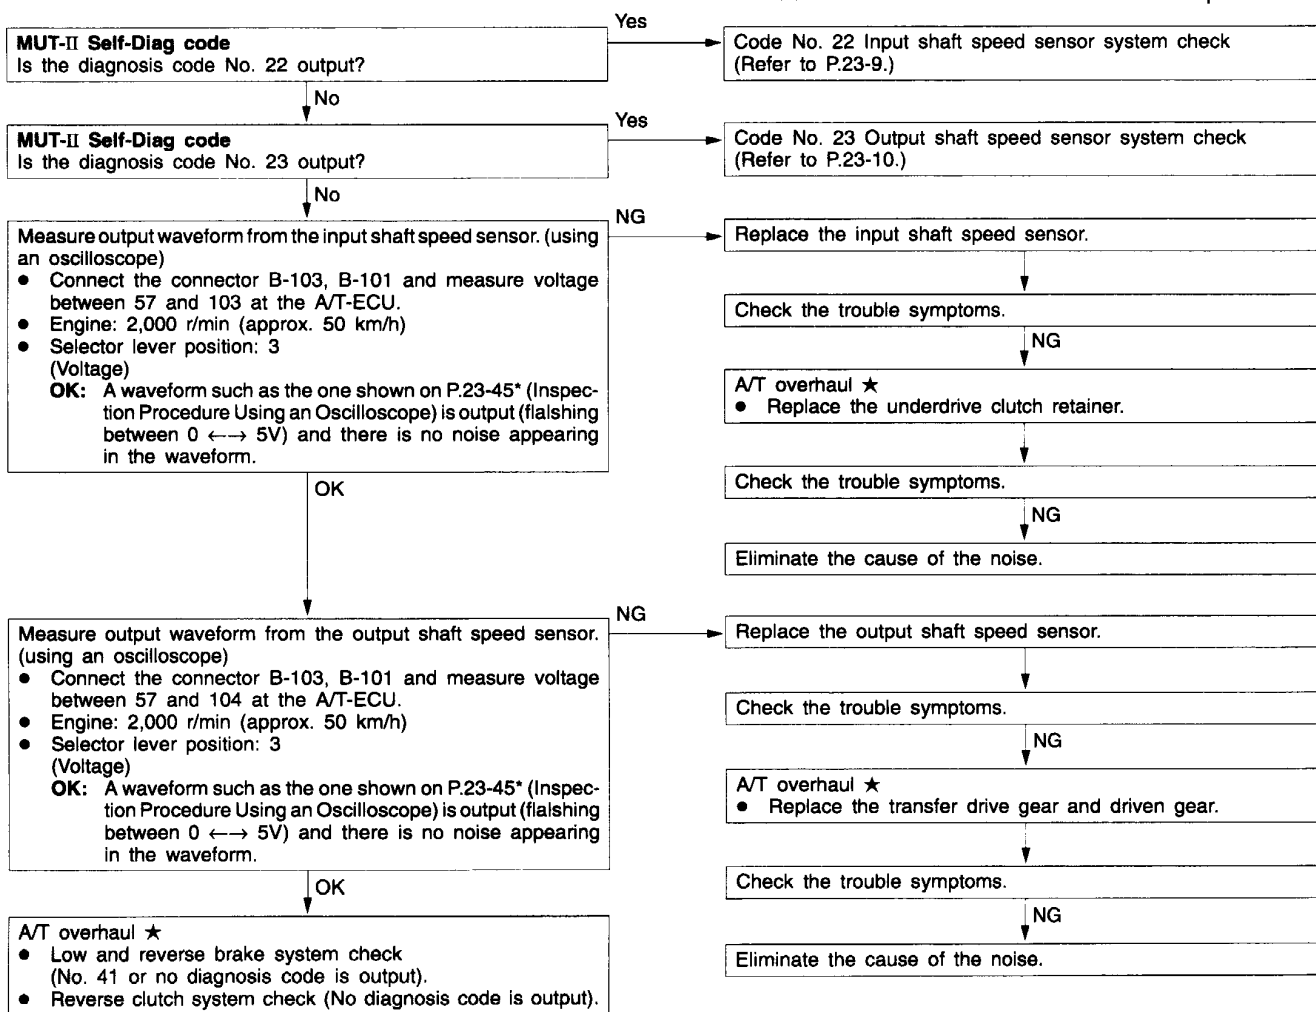 Yes
MUT-II Self-Diag code
Is the diagnosis code No. 22 output?
Code No. 22 Input shaft speed sensor system check
(Refer to P.23-9.)
No
Yes
MUT-II Self-Diag code
Is the diagnosis code No. 23 output?
Code No. 23 Output shaft speed sensor system check
(Refer to P.23-10.)
No
NG
Measure output waveform from the input shaft speed sensor. (using
an oscilloscope)
● Connect the connector B-103, B-101 and measure voltage
between 57 and 103 at the A/T-ECU.
● Engine: 2,000 r/min (approx. 50 km/h)
● Selector lever position: 3
(Voltage)
OK: A waveform such as the one shown on P.23-45* (Inspec-
tion Procedure Using an Oscilloscope) is output (flalshing
between 0 ←→ 5V) and there is no noise appearing
in the waveform.
Replace the input shaft speed sensor.
Check the trouble symptoms.
NG
A/T overhaul ★
● Replace the underdrive clutch retainer.
Check the trouble symptoms.
NG
Eliminate the cause of the noise.
OK
NG
Measure output waveform from the output shaft speed sensor.
(using an oscilloscope)
● Connect the connector B-103, B-101 and measure voltage
between 57 and 104 at the A/T-ECU.
● Engine: 2,000 r/min (approx. 50 km/h)
● Selector lever position: 3
(Voltage)
OK: A waveform such as the one shown on P.23-45* (Inspec-
tion Procedure Using an Oscilloscope) is output (flalshing
between 0 ←→ 5V) and there is no noise appearing
in the waveform.
Replace the output shaft speed sensor.
Check the trouble symptoms.
NG
A/T overhaul ★
● Replace the transfer drive gear and driven gear.
Check the trouble symptoms.
NG
Eliminate the cause of the noise.
OK
A/T overhaul ★
● Low and reverse brake system check
(No. 41 or no diagnosis code is output).
● Reverse clutch system check (No diagnosis code is output).